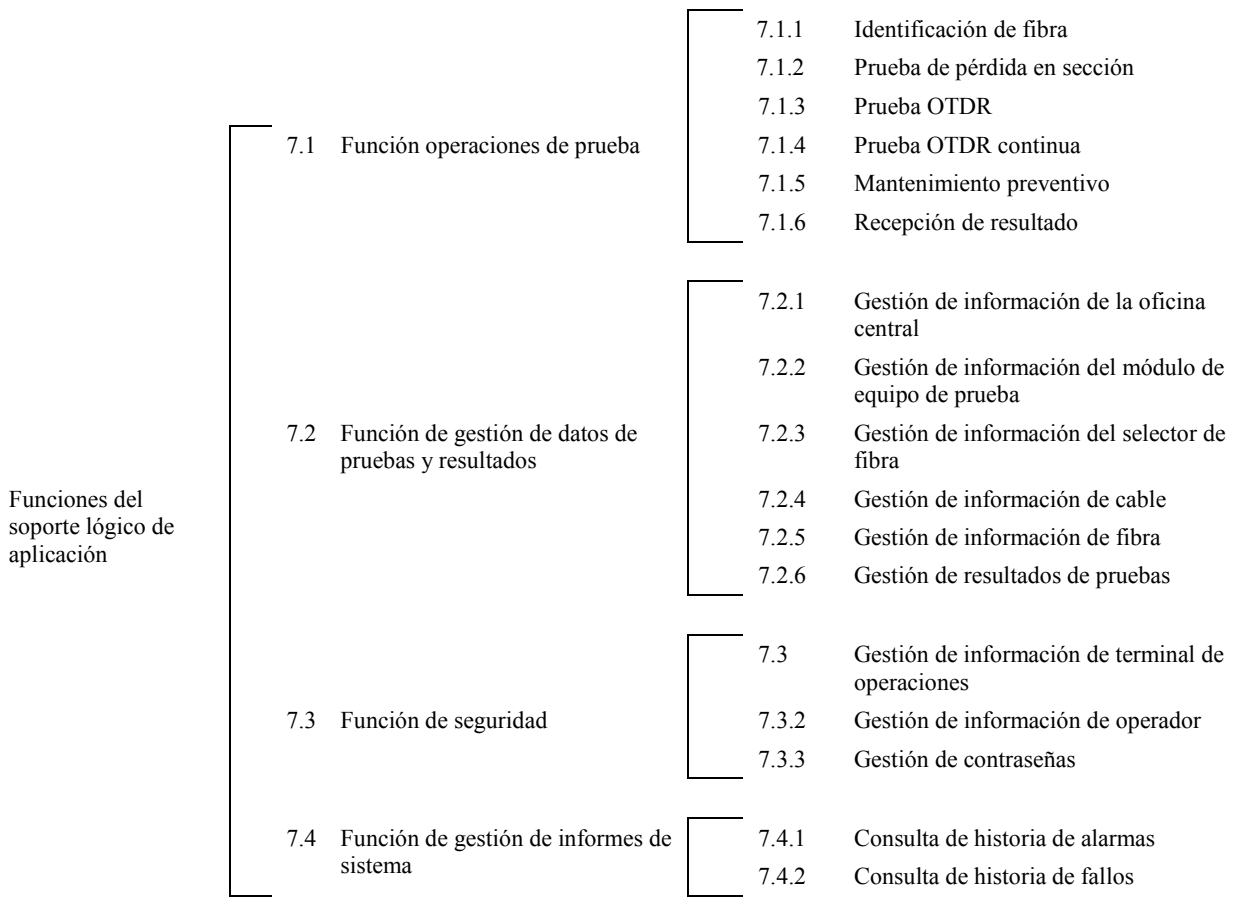 Funciones del
soporte lógico de
aplicación
7.1 Función operaciones de prueba
7.1.1 Identificación de fibra
7.1.2 Prueba de pérdida en sección
7.1.3 Prueba OTDR
7.1.4 Prueba OTDR continua
7.1.5 Mantenimiento preventivo
7.1.6 Recepción de resultado
7.2 Función de gestión de datos de
pruebas y resultados
7.2.1 Gestión de información de la oficina
central
7.2.2 Gestión de información del módulo de
equipo de prueba
7.2.3 Gestión de información del selector de
fibra
7.2.4 Gestión de información de cable
7.2.5 Gestión de información de fibra
7.2.6 Gestión de resultados de pruebas
7.3 Función de seguridad
7.3 Gestión de información de terminal de
operaciones
7.3.2 Gestión de información de operador
7.3.3 Gestión de contraseñas
7.4 Función de gestión de informes de
sistema
7.4.1 Consulta de historia de alarmas
7.4.2 Consulta de historia de fallos